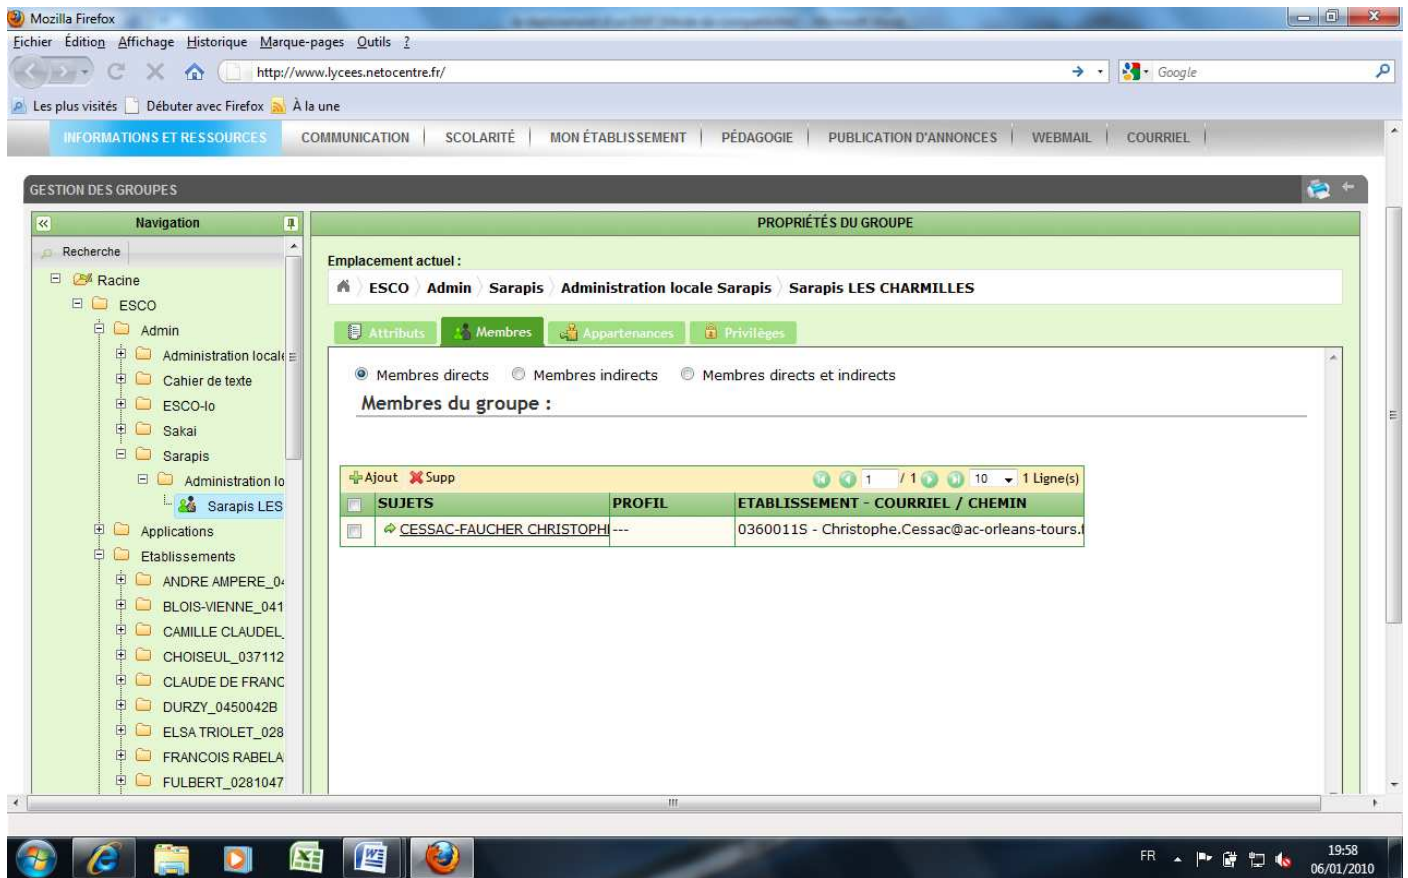 Mozilla Firefox
Fichier Édition Affichage Historique Marque-pages Outils ?
http://www.lycees.netocentre.fr/
Google
Les plus visités Débuter avec Firefox À la une
INFORMATIONS ET RESSOURCES COMMUNICATION SCOLARITÉ MON ÉTABLISSEMENT PÉDAGOGIE PUBLICATION D'ANNONCES WEBMAIL COURRIEL
GESTION DES GROUPES
Navigation
Recherche
Racine
ESCO
Admin
Administration locale
Cahier de texte
ESCO-lo
Sakai
Sarapis
Administration lo
Sarapis LES
Applications
Etablissements
ANDRE AMPERE_04
BLOIS-VIENNE_041
CAMILLE CLAUDEL_
CHOISEUL_037112
CLAUDE DE FRANC
DURZY_0450042B
ELSA TRIOLET_028
FRANCOIS RABELA
FULBERT_0281047
PROPRIÉTÉS DU GROUPE
Emplacement actuel :
ESCO Admin Sarapis Administration locale Sarapis Sarapis LES CHARMILLES
Attributs Membres Appartenances Privilèges
Membres directs Membres indirects Membres directs et indirects
Membres du groupe :
Ajout Supp 1 / 1 10 1 Ligne(s)
SUJETS PROFIL ETABLISSEMENT - COURRIEL / CHEMIN
CESSAC-FAUCHER CHRISTOPH --- 0360011S - Christophe.Cessac@ac-orleans-tours.f
FR 19:58
06/01/2010